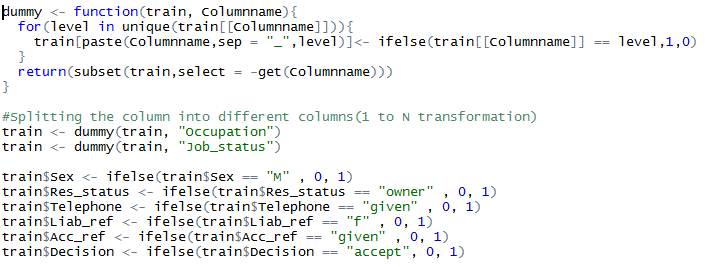 dummy <- function(train, Columnname){
  for(level in unique(train[[Columnname]])){
    train[paste(Columnname,sep = "_",level)]<- ifelse(train[[Columnname]] == level,1,0)
  }
  return(subset(train,select = -get(Columnname)))
}

#Splitting the column into different columns(1 to N transformation)
train <- dummy(train, "Occupation")
train <- dummy(train, "Job_status")

train$Sex <- ifelse(train$Sex == "M" , 0, 1)
train$Res_status <- ifelse(train$Res_status == "owner" , 0, 1)
train$Telephone <- ifelse(train$Telephone == "given" , 0, 1)
train$Liab_ref <- ifelse(train$Liab_ref == "f" , 0, 1)
train$Acc_ref <- ifelse(train$Acc_ref == "given" , 0, 1)
train$Decision <- ifelse(train$Decision == "accept", 0, 1)